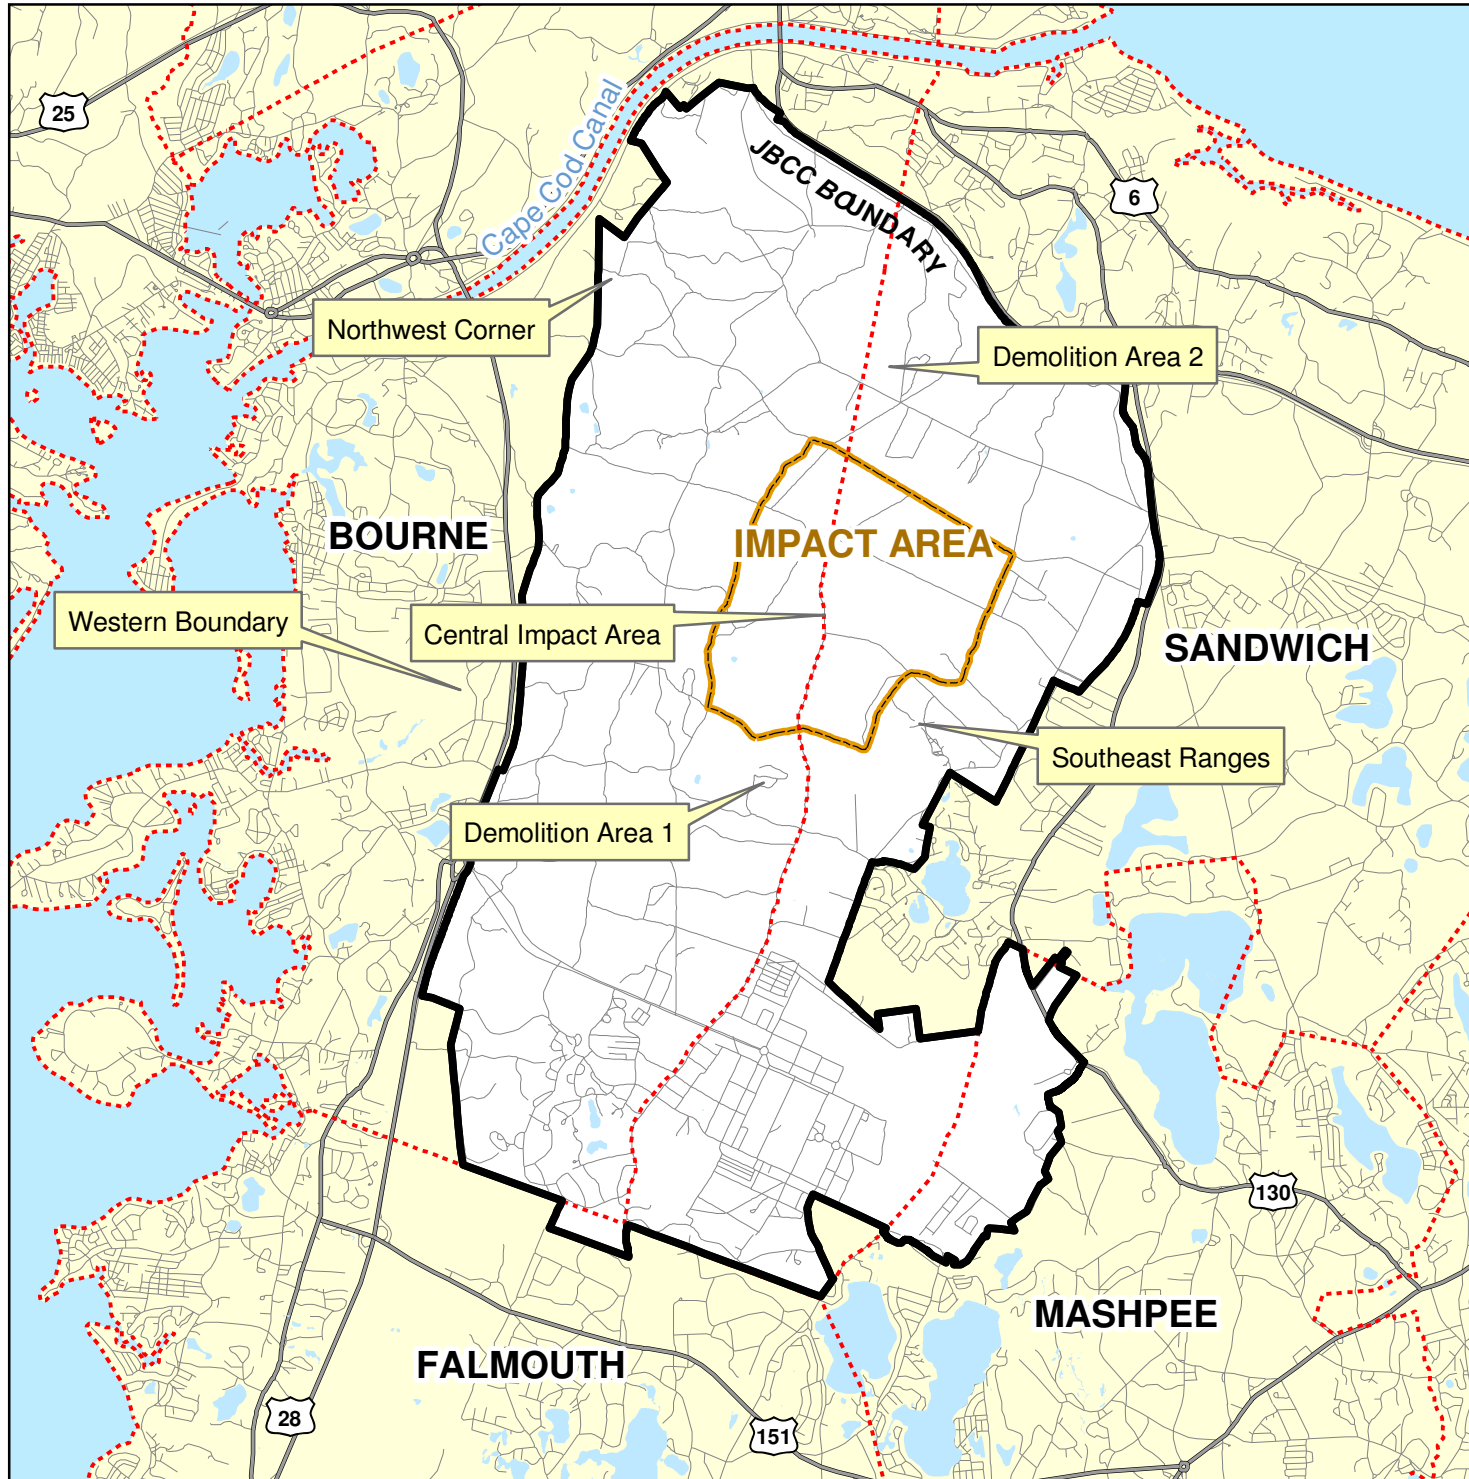 25
Cape Cod Canal
JBCC BOUNDARY
6
Northwest Corner
Demolition Area 2
BOURNE
IMPACT AREA
Western Boundary
Central Impact Area
SANDWICH
Southeast Ranges
Demolition Area 1
130
MASHPEE
FALMOUTH
28
151